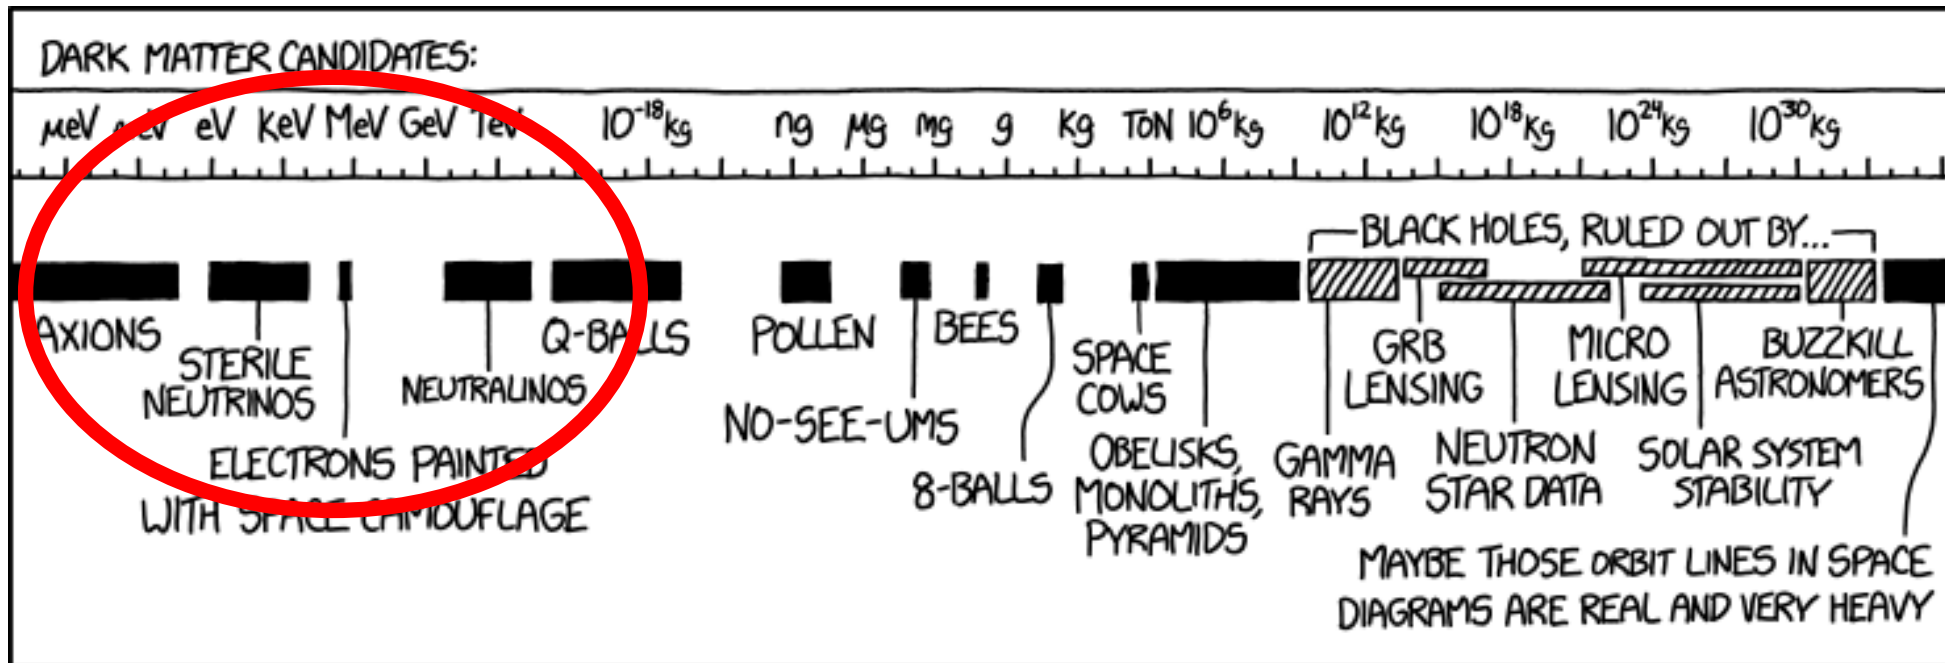 DARK MATTER CANDIDATES:
μeV meV eV KeV MeV GeV TeV 10⁻¹⁸kg ng μg mg g Kg TON 10⁶kg 10¹²kg 10¹⁸kg 10²⁴kg 10³⁰kg
BLACK HOLES, RULED OUT BY...
AXIONS
STERILE
NEUTRINOS
ELECTRONS PAINTED
WITH SPACE CAMOUFLAGE
NEUTRALINOS
Q-BALLS
POLLEN
NO-SEE-UMS
BEES
8-BALLS
SPACE
COWS
OBELISKS,
MONOLITHS,
PYRAMIDS
GAMMA
RAYS
GRB
LENSING
NEUTRON
STAR DATA
MICRO
LENSING
SOLAR SYSTEM
STABILITY
BUZZKILL
ASTRONOMERS
MAYBE THOSE ORBIT LINES IN SPACE
DIAGRAMS ARE REAL AND VERY HEAVY